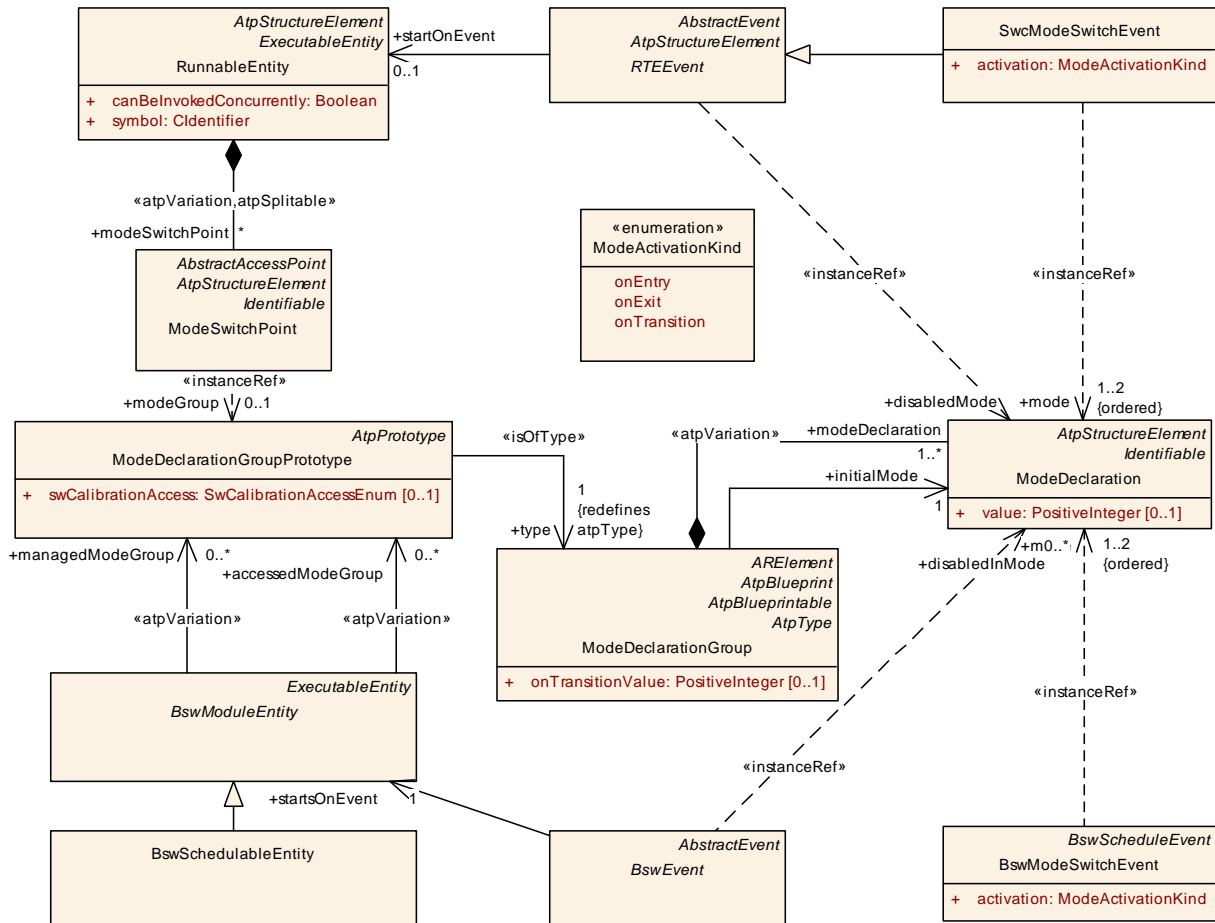 AtpStructureElement
ExecutableEntity
RunnableEntity
+ canBeInvokedConcurrently: Boolean
+ symbol: CIdentifier
+startOnEvent
0..1
AbstractEvent
AtpStructureElement
RTEEvent
SwcModeSwitchEvent
+ activation: ModeActivationKind
«atpVariation,atpSplitable»
+modeSwitchPoint *
AbstractAccessPoint
AtpStructureElement
Identifiable
ModeSwitchPoint
«enumeration»
ModeActivationKind
onEntry
onExit
onTransition
«instanceRef»
«instanceRef»
«instanceRef»
+modeGroup 0..1
+disabledMode
+mode 1..2
{ordered}
AtpPrototype
ModeDeclarationGroupPrototype
+ swCalibrationAccess: SwCalibrationAccessEnum [0..1]
«isOfType»
1
{redefines
atpType}
+type
«atpVariation»
+modeDeclaration
1..*
+initialMode
1
AtpStructureElement
Identifiable
ModeDeclaration
+ value: PositiveInteger [0..1]
+managedModeGroup 0..*
+accessedModeGroup 0..*
«atpVariation»
«atpVariation»
ARElement
AtpBlueprint
AtpBlueprintable
AtpType
ModeDeclarationGroup
+ onTransitionValue: PositiveInteger [0..1]
+disabledInMode
+m0..*
1..2
{ordered}
ExecutableEntity
BswModuleEntity
«instanceRef»
«instanceRef»
+startsOnEvent 1
BswSchedulableEntity
AbstractEvent
BswEvent
BswScheduleEvent
BswModeSwitchEvent
+ activation: ModeActivationKind